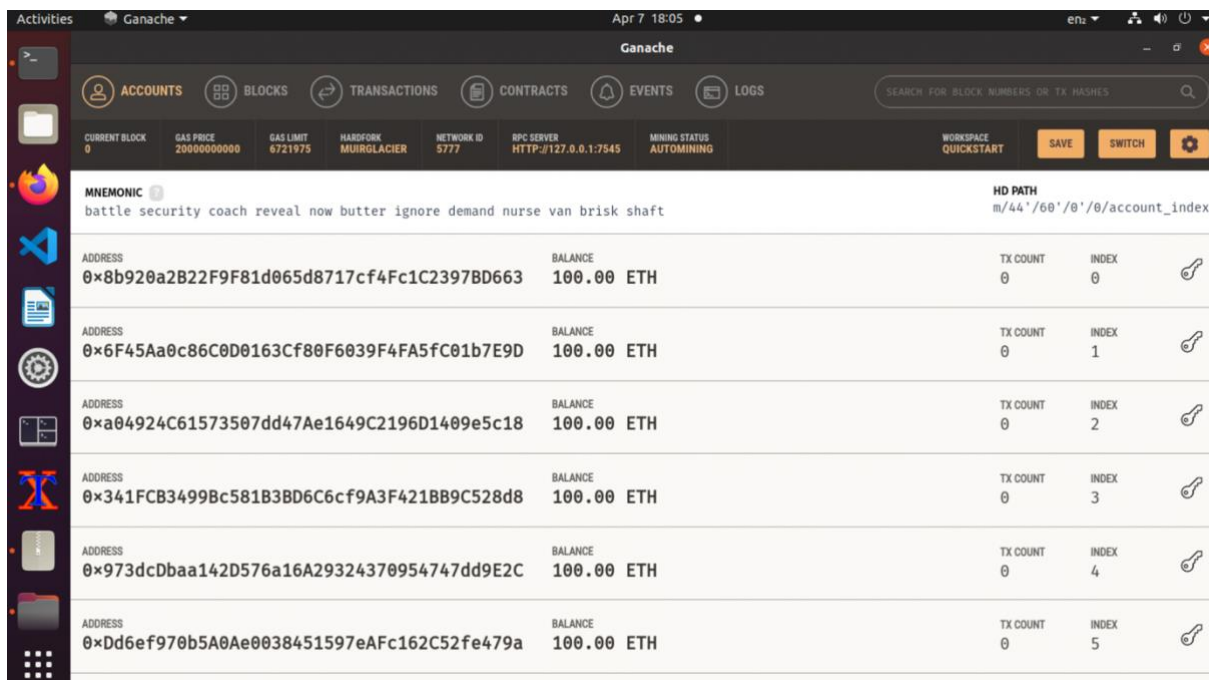 Activities Ganache Apr 7 18:05 en₂
Ganache
ACCOUNTS BLOCKS TRANSACTIONS CONTRACTS EVENTS LOGS SEARCH FOR BLOCK NUMBERS OR TX HASHES
CURRENT BLOCK GAS PRICE GAS LIMIT HARDFORK NETWORK ID RPC SERVER MINING STATUS WORKSPACE
0 20000000000 6721975 MUIRGLACIER 5777 HTTP://127.0.0.1:7545 AUTOMINING QUICKSTART SAVE SWITCH
MNEMONIC ? HD PATH
battle security coach reveal now butter ignore demand nurse van brisk shaft m/44'/60'/0'/0/account_index
ADDRESS BALANCE TX COUNT INDEX
0×8b920a2B22F9F81d065d8717cf4Fc1C2397BD663 100.00 ETH 0 0
ADDRESS BALANCE TX COUNT INDEX
0×6F45Aa0c86C0D0163Cf80F6039F4FA5fC01b7E9D 100.00 ETH 0 1
ADDRESS BALANCE TX COUNT INDEX
0×a04924C61573507dd47Ae1649C2196D1409e5c18 100.00 ETH 0 2
ADDRESS BALANCE TX COUNT INDEX
0×341FCB3499Bc581B3BD6C6cf9A3F421BB9C528d8 100.00 ETH 0 3
ADDRESS BALANCE TX COUNT INDEX
0×973dcDbaa142D576a16A29324370954747dd9E2C 100.00 ETH 0 4
ADDRESS BALANCE TX COUNT INDEX
0×Dd6ef970b5A0Ae0038451597eAFc162C52fe479a 100.00 ETH 0 5